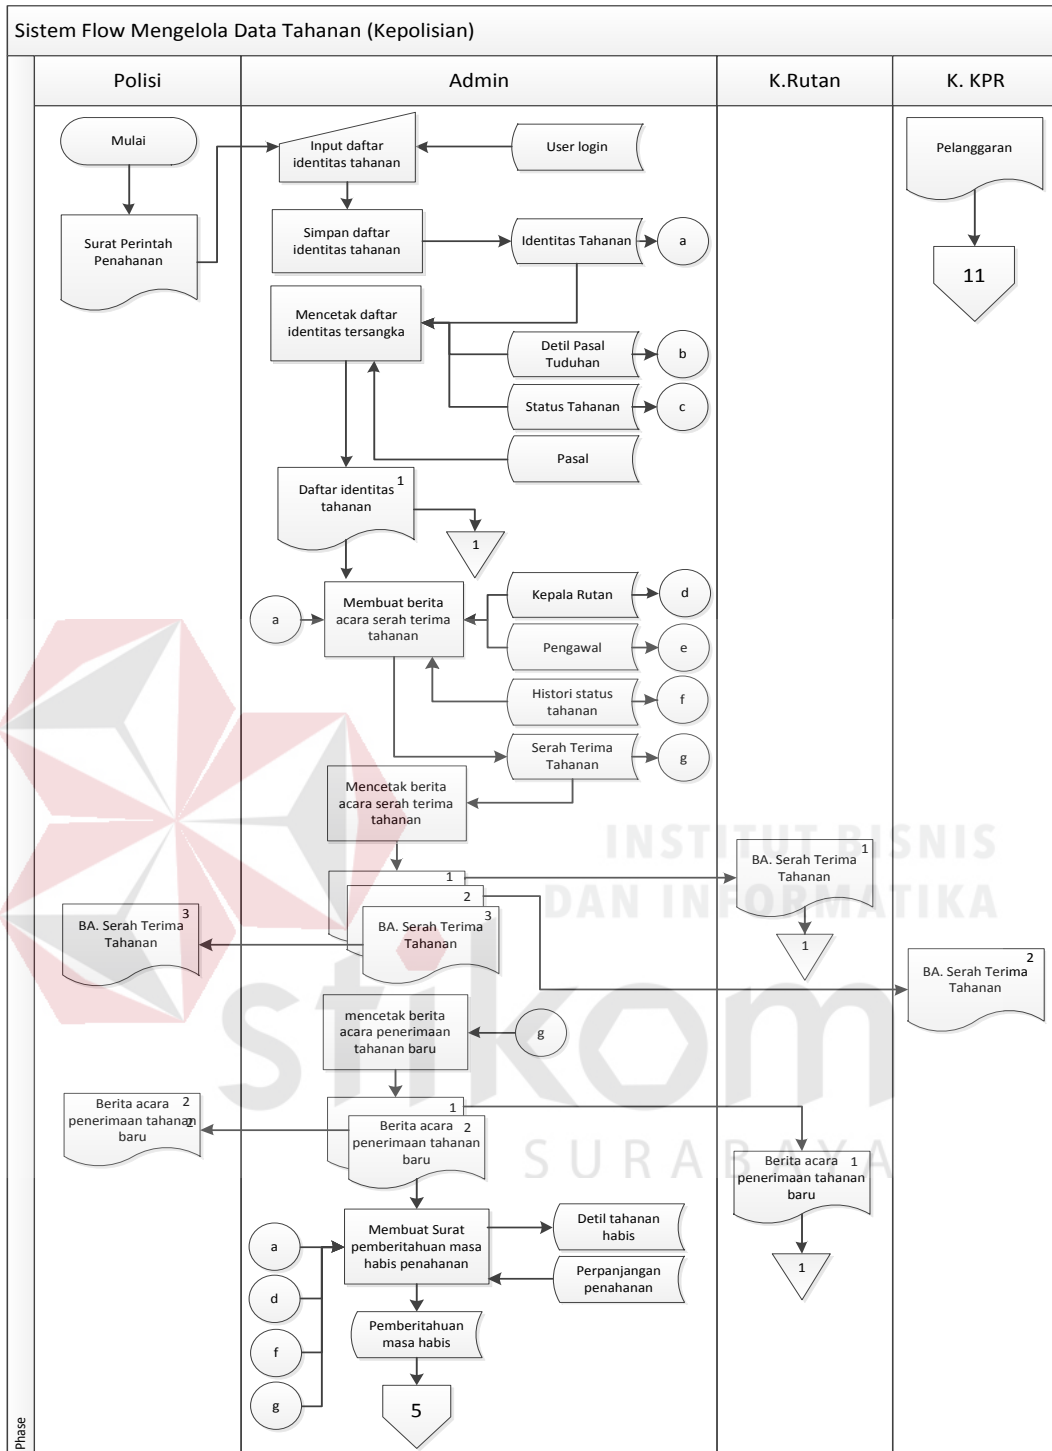 Sistem Flow Mengelola Data Tahanan (Kepolisian)
Polisi
Admin
K.Rutan
K. KPR
Mulai
Input daftar
identitas tahanan
User login
Pelanggaran
Surat Perintah
Penahanan
Simpan daftar
identitas tahanan
Identitas Tahanan
a
11
Mencetak daftar
identitas tersangka
Detil Pasal
Tuduhan
b
Status Tahanan
c
Pasal
Daftar identitas
tahanan
1
1
a
Membuat berita
acara serah terima
tahanan
Kepala Rutan
d
Pengawal
e
Histori status
tahanan
f
Serah Terima
Tahanan
g
Mencetak berita
acara serah terima
tahanan
INSTITUT BISNIS
DAN INFORMATIKA
1
2
3
BA. Serah Terima
Tahanan
BA. Serah Terima
Tahanan
1
1
BA. Serah Terima
Tahanan
3
BA. Serah Terima
Tahanan
2
stikom
SURABAYA
mencetak berita
acara penerimaan
tahanan baru
g
1
2
Berita acara
penerimaan tahanan
baru
Berita acara
penerimaan tahanan
baru
2
2
Berita acara
penerimaan tahanan
baru
1
1
a
d
f
g
Membuat Surat
pemberitahuan masa
habis penahanan
Detil tahanan
habis
Perpanjangan
penahanan
Pemberitahuan
masa habis
5
Phase